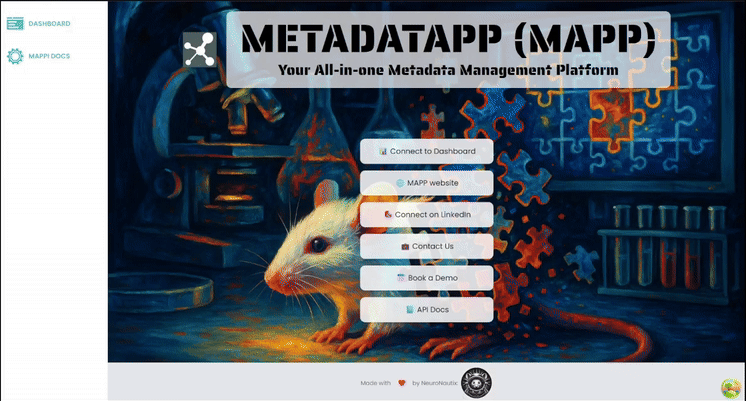 DASHBOARD
MAPPI DOCS
METADATAPP (MAPP)
Your All-in-one Metadata Management Platform
Connect to Dashboard
MAPP website
Connect on LinkedIn
Contact Us
Book a Demo
API Docs
Made with by NeuroNautix